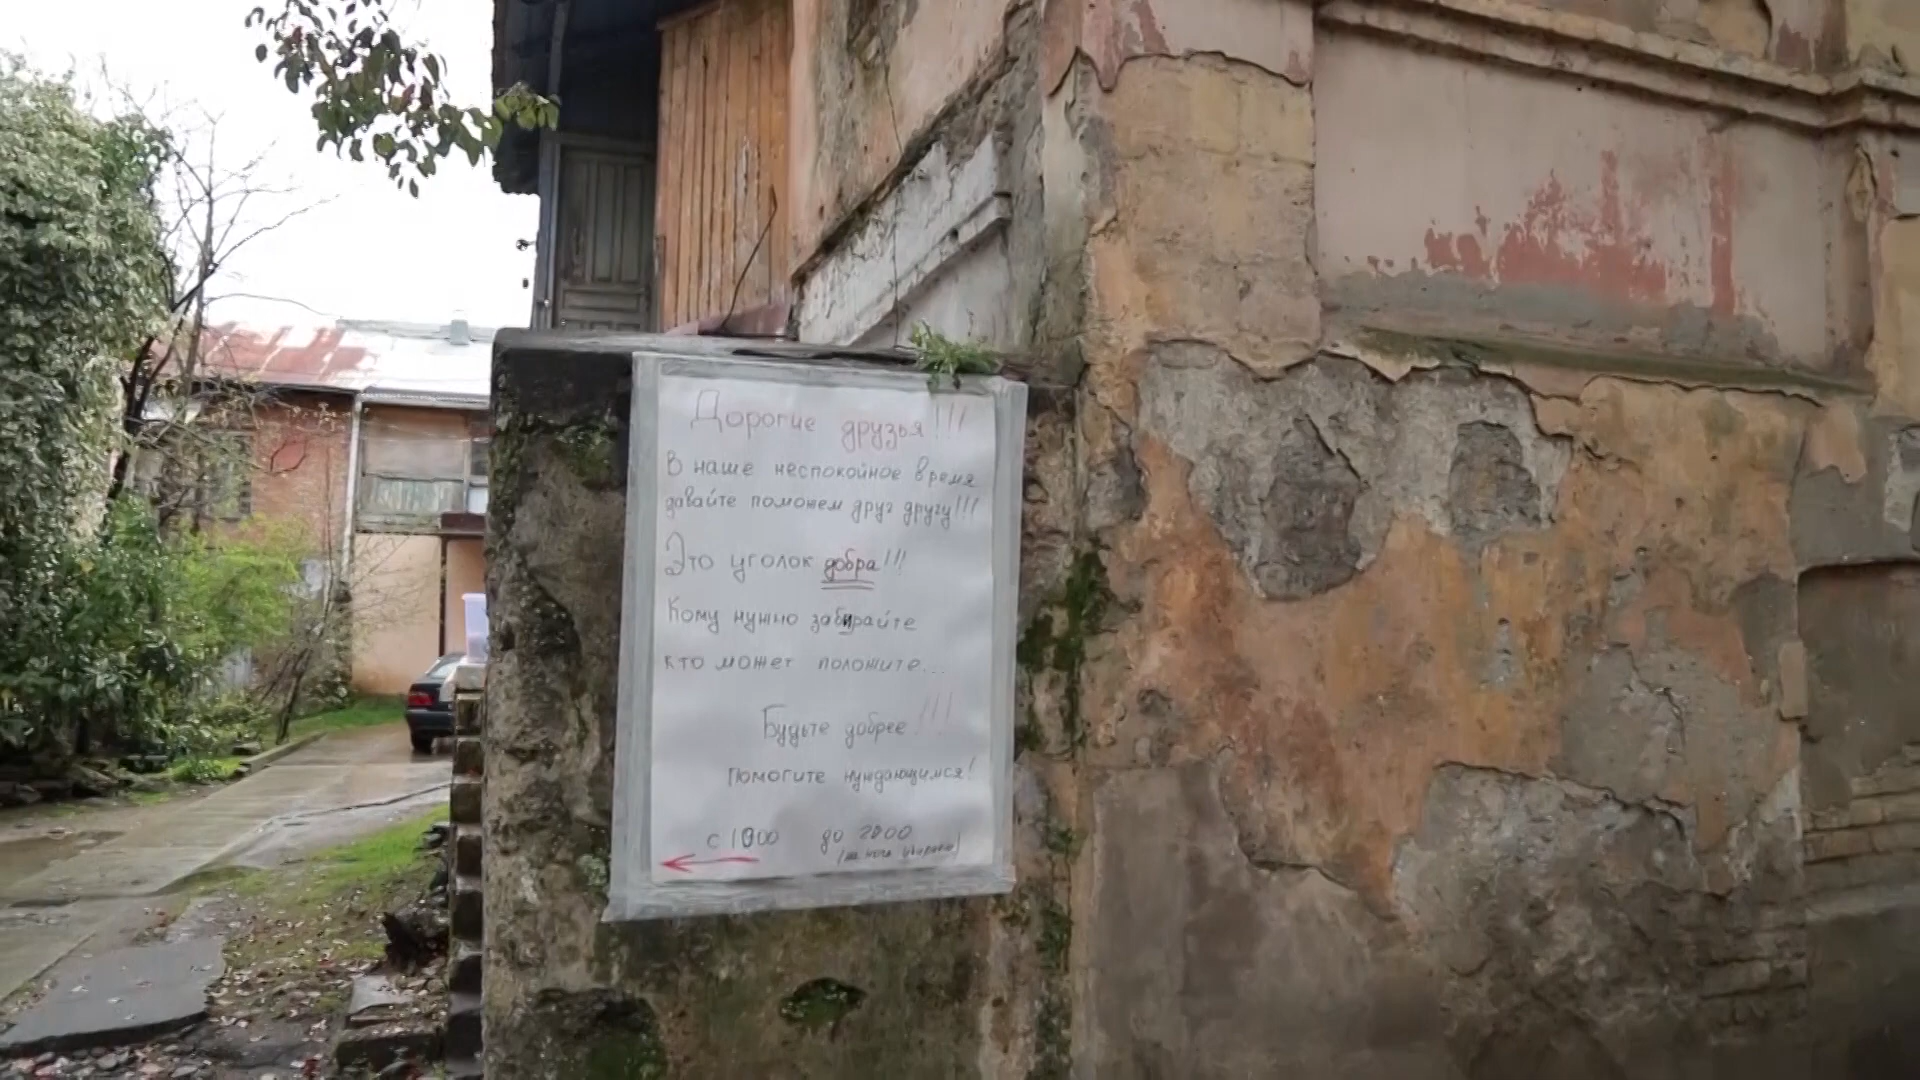 Дорогие друзья!!!
В наше неспокойное время
давайте поможем друг другу!!!
Это уголок добра!!!
Кому нужно забирайте
кто может положите...
Будьте добрее!!!
Помогите нуждающимся!
с 1000 до 2000